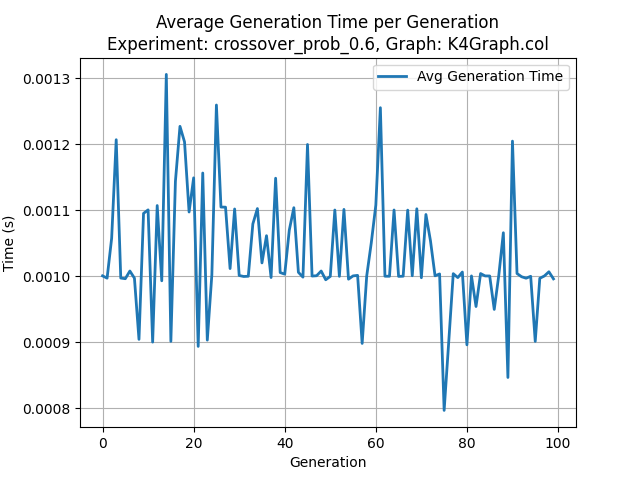 Average Generation Time per Generation
Experiment: crossover_prob_0.6, Graph: K4Graph.col
Avg Generation Time
Time (s)
0.0013
0.0012
0.0011
0.0010
0.0009
0.0008
0 20 40 60 80 100
Generation